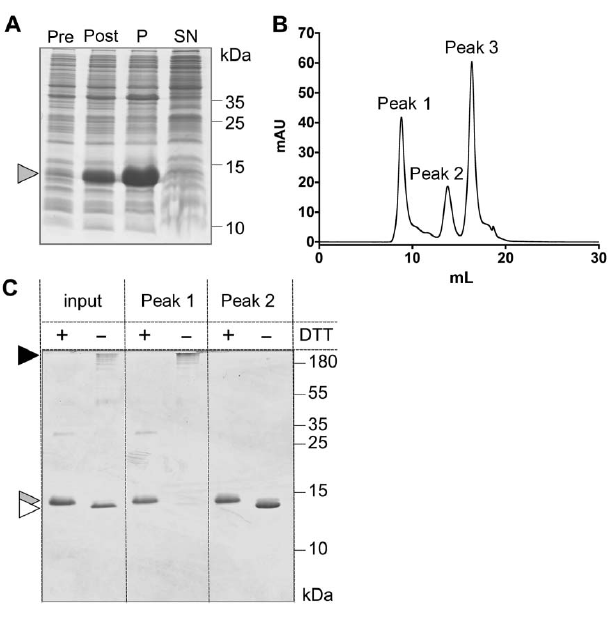 A
Pre Post P SN
kDa
35
25
15
10
B
70
60
50
40
30
20
10
0
mAU
Peak 1
Peak 2
Peak 3
0 10 20 30
mL
C
input Peak 1 Peak 2
+ – + – + – DTT
180
55
35
25
15
10
kDa